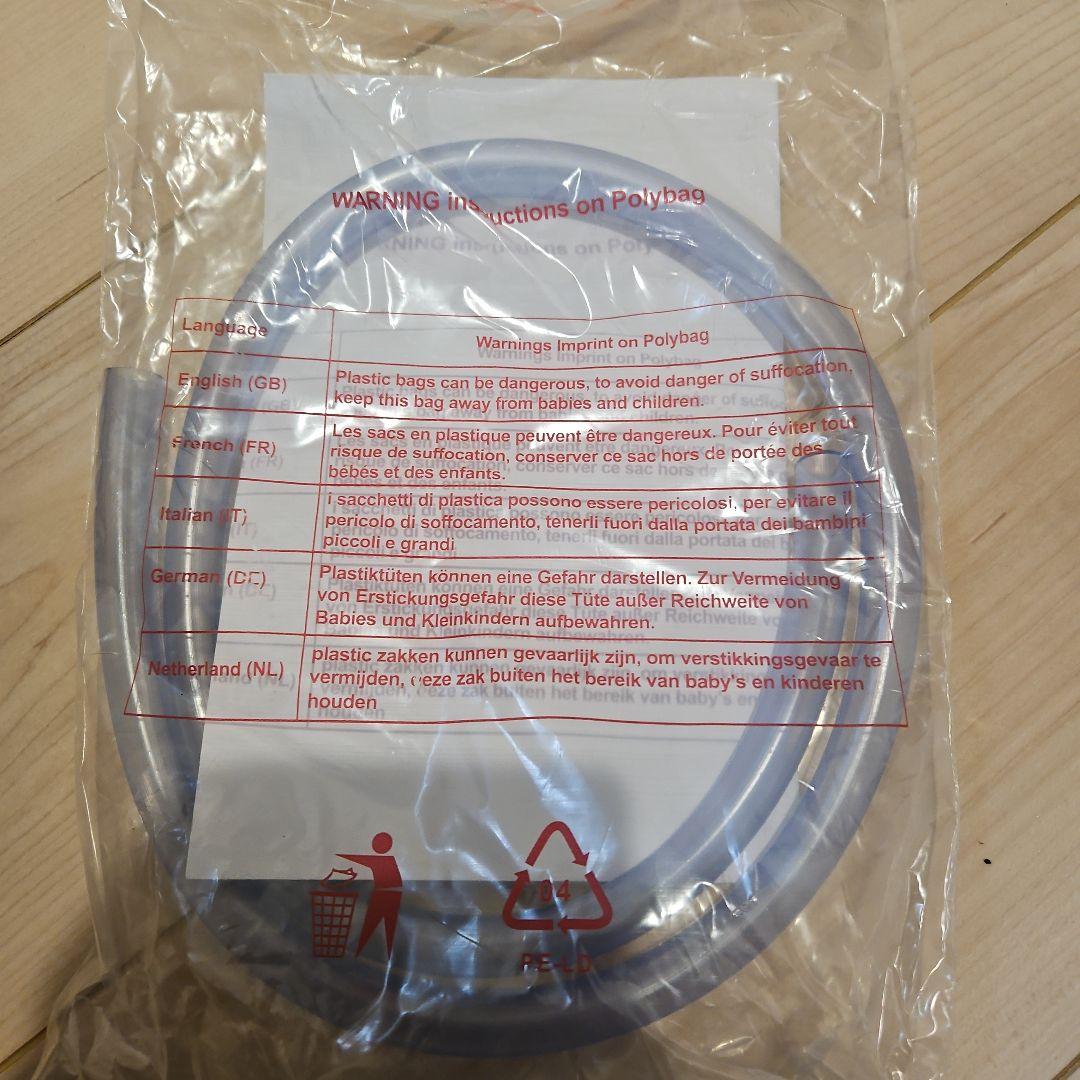 WARNING instructions on Polybag
Language
Warnings Imprint on Polybag
English (GB)
Plastic bags can be dangerous, to avoid danger of suffocation,
keep this bag away from babies and children.
French (FR)
Les sacs en plastique peuvent être dangereux. Pour éviter tout
risque de suffocation, conserver ce sac hors de portée des
bébés et des enfants.
Italian (IT)
i sacchetti di plastica possono essere pericolosi, per evitare il
pericolo di soffocamento, tenerli fuori dalla portata dei bambini
piccoli e grandi
German (DE)
Plastiktüten können eine Gefahr darstellen. Zur Vermeidung
von Erstickungsgefahr diese Tüte außer Reichweite von
Babies und Kleinkindern aufbewahren.
Netherland (NL)
plastic zakken kunnen gevaarlijk zijn, om verstikkingsgevaar te
vermijden, deze zak buiten het bereik van baby's en kinderen
houden
04
PE-LD